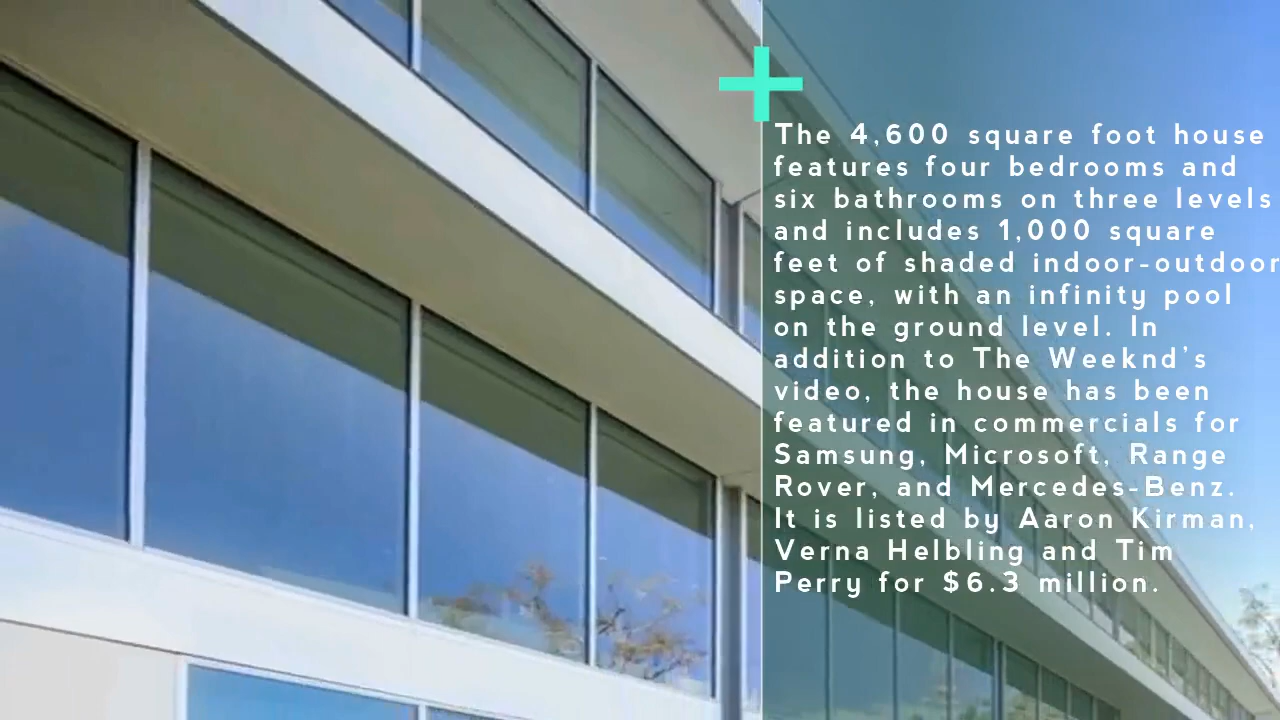 The 4,600 square foot house
features four bedrooms and
six bathrooms on three levels
and includes 1,000 square
feet of shaded indoor-outdoor
space, with an infinity pool
on the ground level. In
addition to The Weeknd's
video, the house has been
featured in commercials for
Samsung, Microsoft, Range
Rover, and Mercedes-Benz.
It is listed by Aaron Kirman,
Verna Helbling and Tim
Perry for $6.3 million.